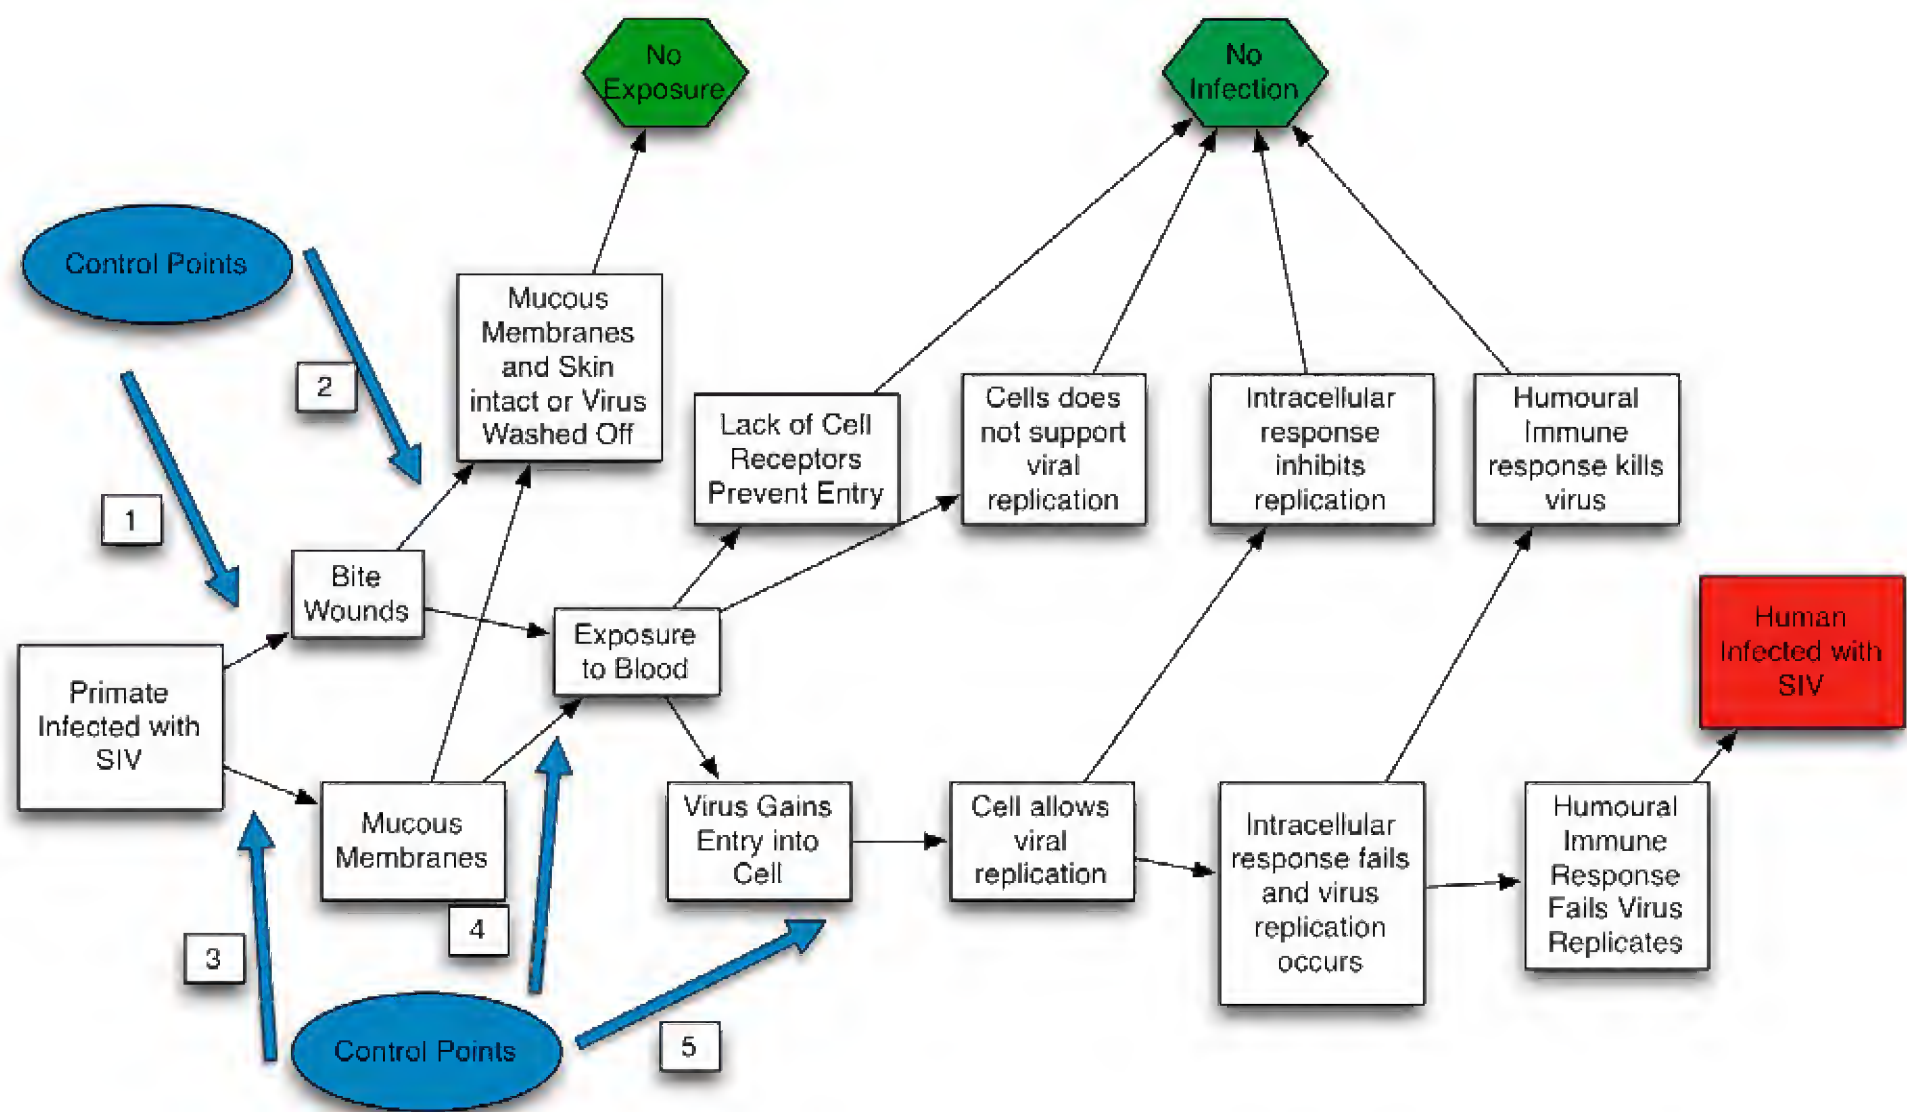 No
Exposure
No
Infection
Control Points
Mucous
Membranes
and Skin
intact or Virus
Washed Off
2
Lack of Cell
Receptors
Prevent Entry
Cells does
not support
viral
replication
Intracellular
response
inhibits
replication
Humoural
Immune
response kills
virus
1
Bite
Wounds
Exposure
to Blood
Human
Infected with
SIV
Primate
Infected with
SIV
Mucous
Membranes
Virus Gains
Entry into
Cell
Cell allows
viral
replication
Intracellular
response fails
and virus
replication
occurs
Humoural
Immune
Response
Fails Virus
Replicates
3
4
5
Control Points